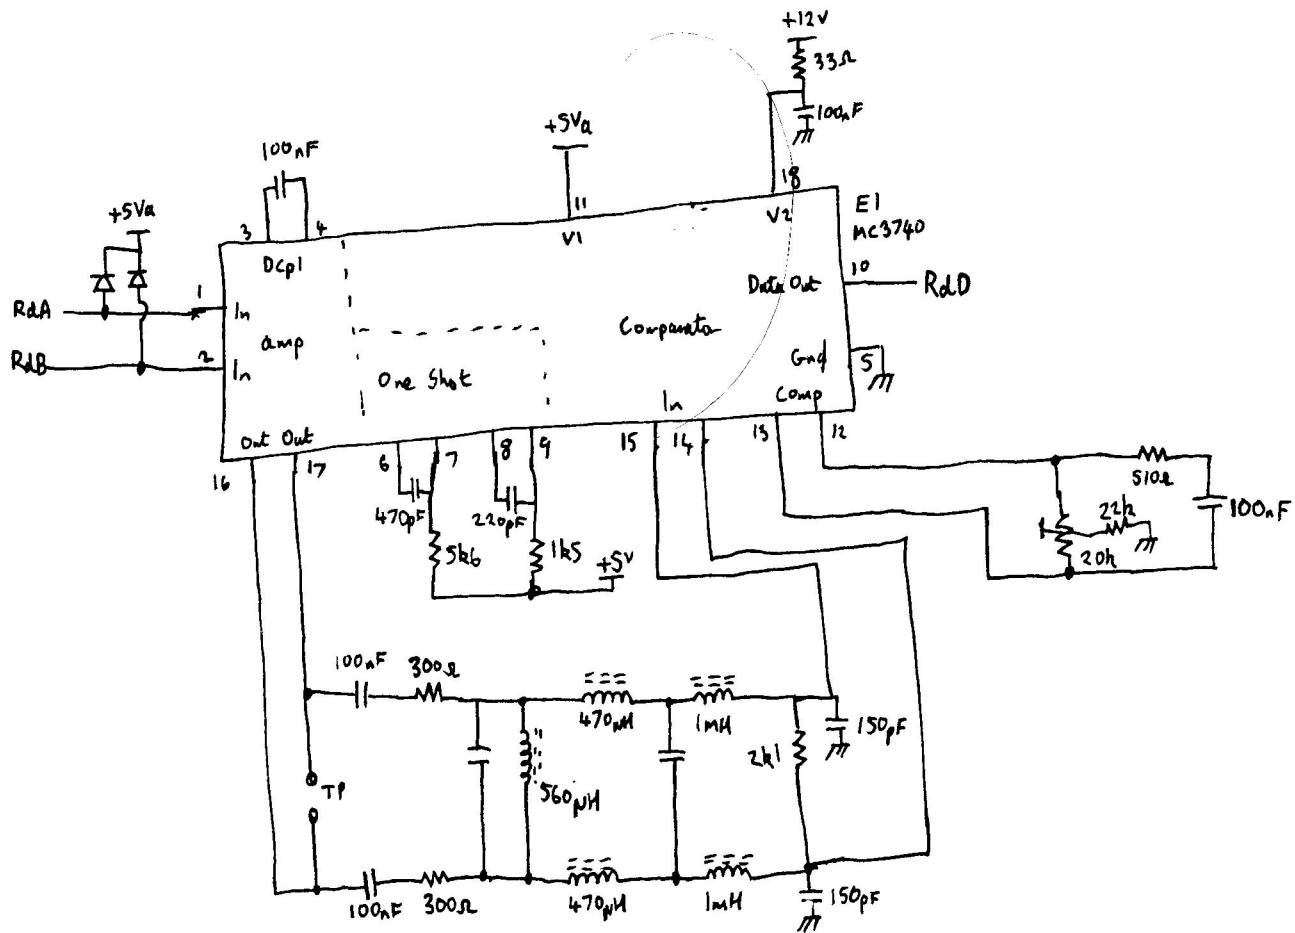 +12V
33Ω
100nF
+5Va
100nF
+5Va
18
11
3
4
V2
V1
E1
MC3740
DCpl
10
Data Out
RdD
RdA
1
In
amp
Comparator
RdB
2
In
One Shot
Gnd
5
Comp
In
Out Out
16
17
6
7
8
9
15
14
13
12
470pF
220pF
5k6
1k5
+5V
510Ω
22k
20k
100nF
100nF
300Ω
470µH
1mH
150pF
2k1
TP
560µH
100nF
300Ω
470µH
1mH
150pF